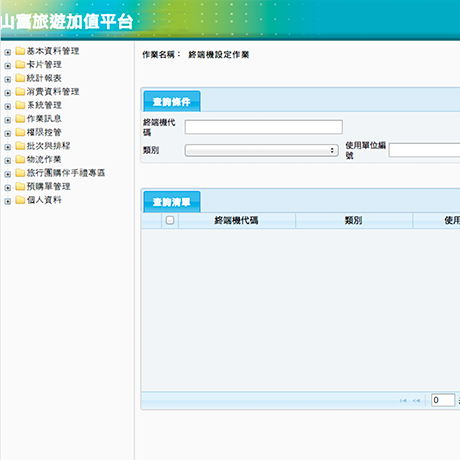 山富旅遊加值平台
基本資料管理
卡片管理
統計報表
消費資料管理
系統管理
作業訊息
權限控管
批次與排程
物流作業
旅行團購伴手禮專區
預購單管理
個人資料
作業名稱： 終端機設定作業
查詢條件
終端機代碼
類別
使用單位編號
查詢清單
終端機代碼 類別 使用
0